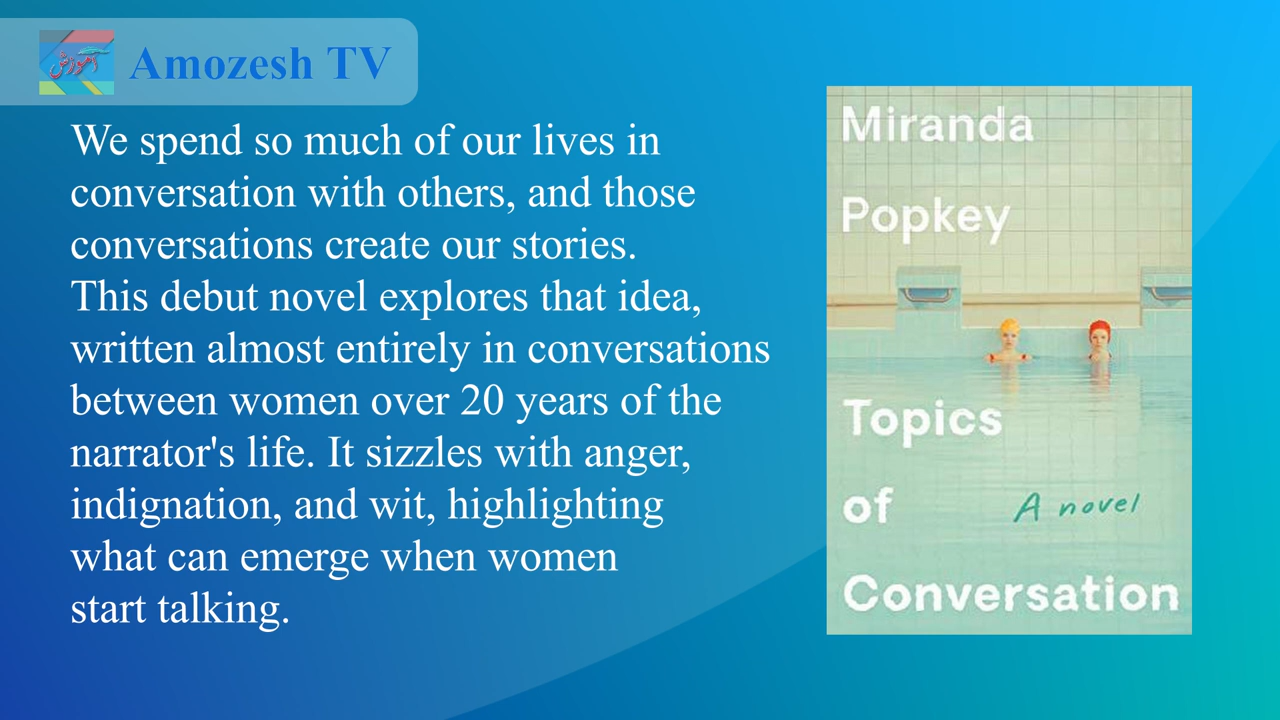 آموزش
Amozesh TV
We spend so much of our lives in
conversation with others, and those
conversations create our stories.
This debut novel explores that idea,
written almost entirely in conversations
between women over 20 years of the
narrator's life. It sizzles with anger,
indignation, and wit, highlighting
what can emerge when women
start talking.
Miranda
Popkey
Topics
of
A novel
Conversation